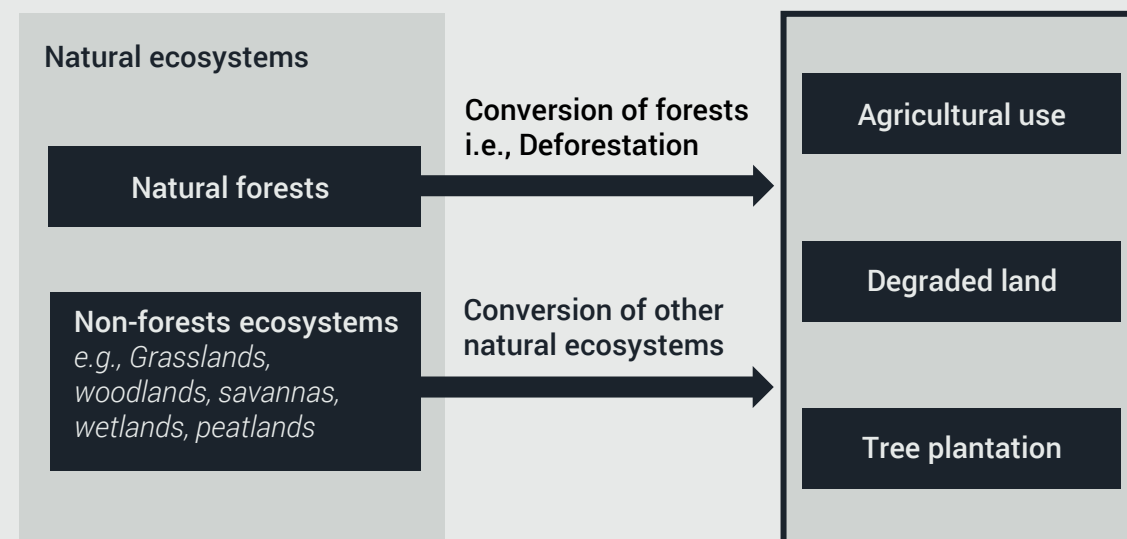 Natural ecosystems
Natural forests
Non-forests ecosystems
e.g., Grasslands,
woodlands, savannas,
wetlands, peatlands
Conversion of forests
i.e., Deforestation
Conversion of other
natural ecosystems
Agricultural use
Degraded land
Tree plantation